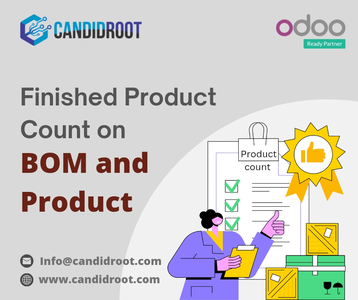 CANDIDROOT
odoo
Ready Partner
Finished Product
Count on
BOM and
Product
Product
count
Info@candidroot.com
www.candidroot.com